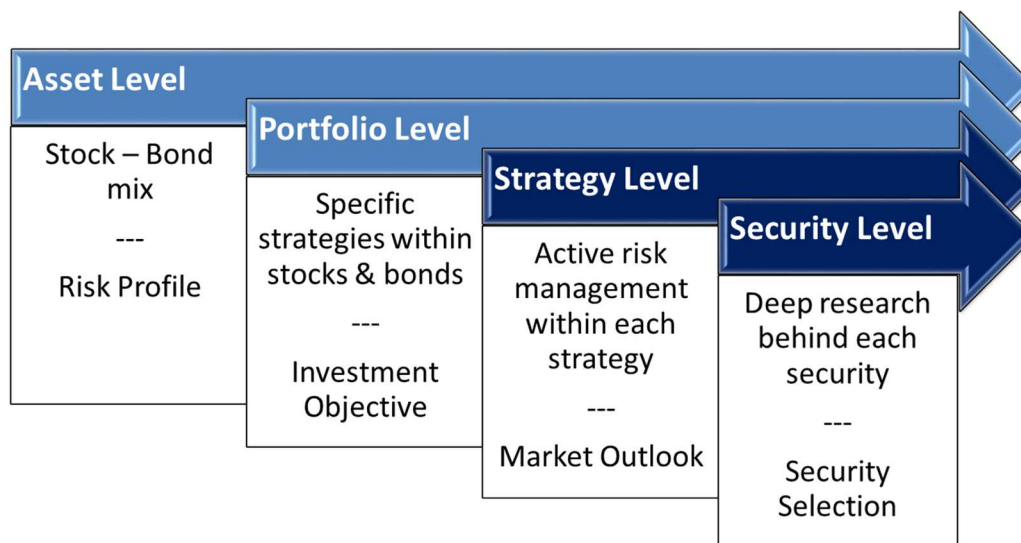 Asset Level
Stock – Bond
mix
---
Risk Profile
Portfolio Level
Specific
strategies within
stocks & bonds
---
Investment
Objective
Strategy Level
Active risk
management
within each
strategy
---
Market Outlook
Security Level
Deep research
behind each
security
---
Security
Selection